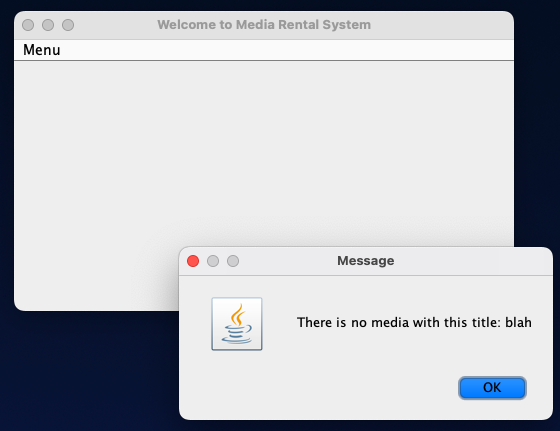 Welcome to Media Rental System
Menu
Message
There is no media with this title: blah
OK